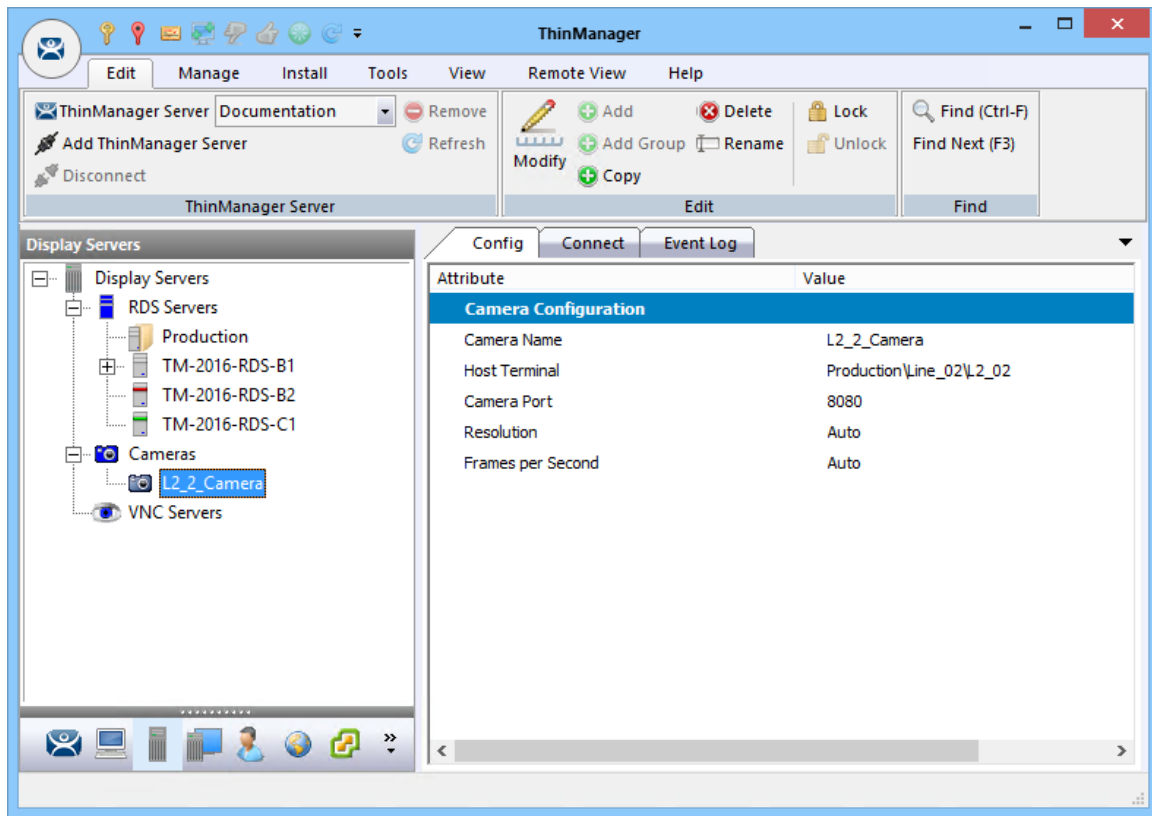 ThinManager
Edit Manage Install Tools View Remote View Help
ThinManager Server Documentation Remove
Add ThinManager Server Refresh
Disconnect
ThinManager Server
Modify
Add Delete Lock
Add Group Rename Unlock
Copy
Edit
Find (Ctrl-F)
Find Next (F3)
Find
Display Servers
Display Servers
RDS Servers
Production
TM-2016-RDS-B1
TM-2016-RDS-B2
TM-2016-RDS-C1
Cameras
L2_2_Camera
VNC Servers
Config Connect Event Log
Attribute Value
Camera Configuration
Camera Name L2_2_Camera
Host Terminal Production\Line_02\L2_02
Camera Port 8080
Resolution Auto
Frames per Second Auto